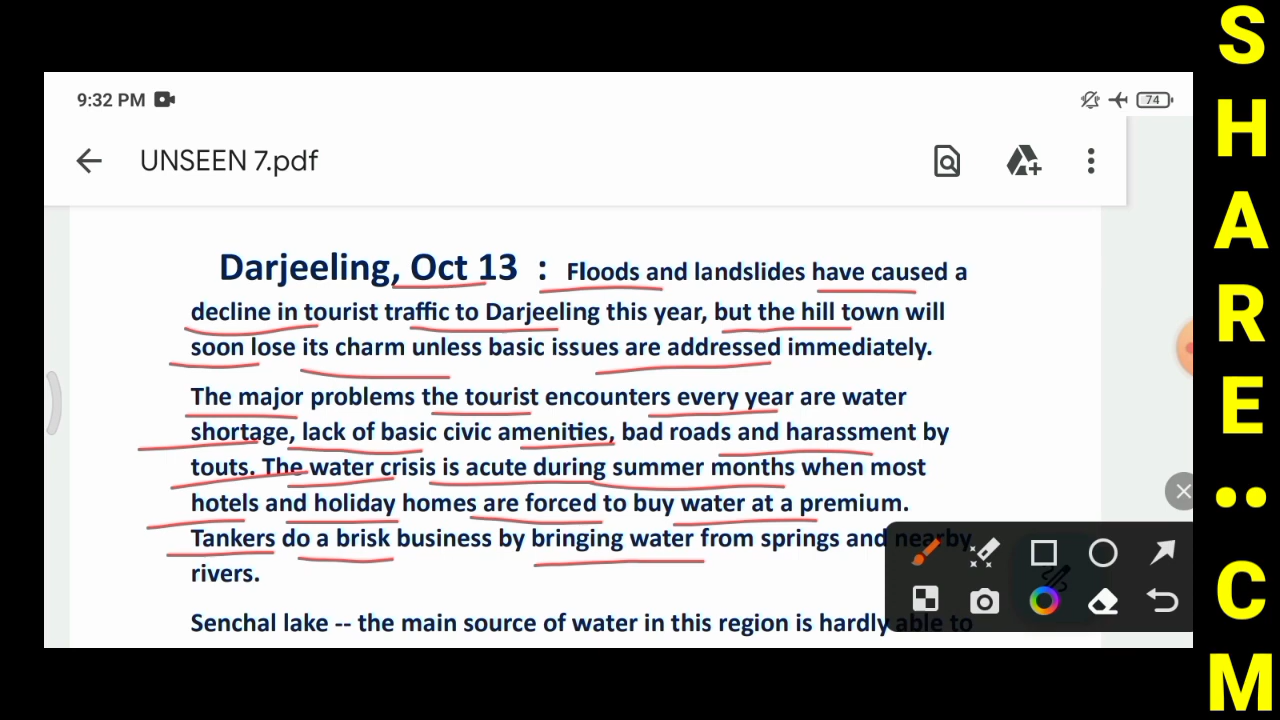 9:32 PM
74
UNSEEN 7.pdf
Darjeeling, Oct 13 : Floods and landslides have caused a
decline in tourist traffic to Darjeeling this year, but the hill town will
soon lose its charm unless basic issues are addressed immediately.
The major problems the tourist encounters every year are water
shortage, lack of basic civic amenities, bad roads and harassment by
touts. The water crisis is acute during summer months when most
hotels and holiday homes are forced to buy water at a premium.
Tankers do a brisk business by bringing water from springs and nearby
rivers.
Senchal lake -- the main source of water in this region is hardly able to
S
H
A
R
E
••
C
M